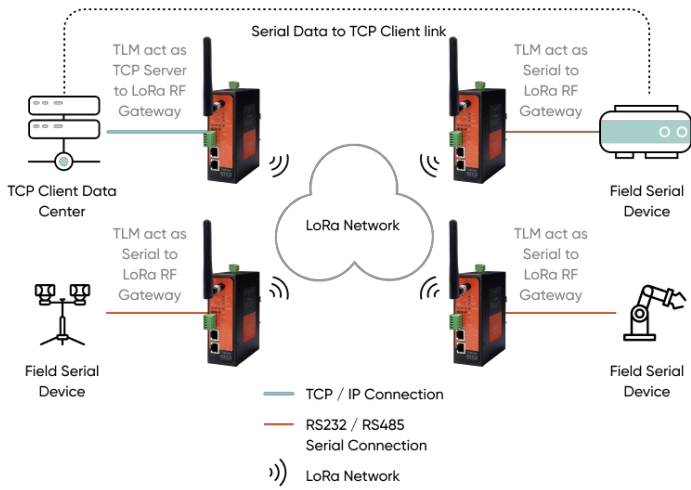 Serial Data to TCP Client link
TLM act as
TCP Server
to LoRa RF
Gateway
TLM act as
Serial to
LoRa RF
Gateway
TCP Client Data
Center
LoRa Network
Field Serial
Device
TLM act as
Serial to
LoRa RF
Gateway
TLM act as
Serial to
LoRa RF
Gateway
Field Serial
Device
Field Serial
Device
TCP / IP Connection
RS232 / RS485
Serial Connection
LoRa Network